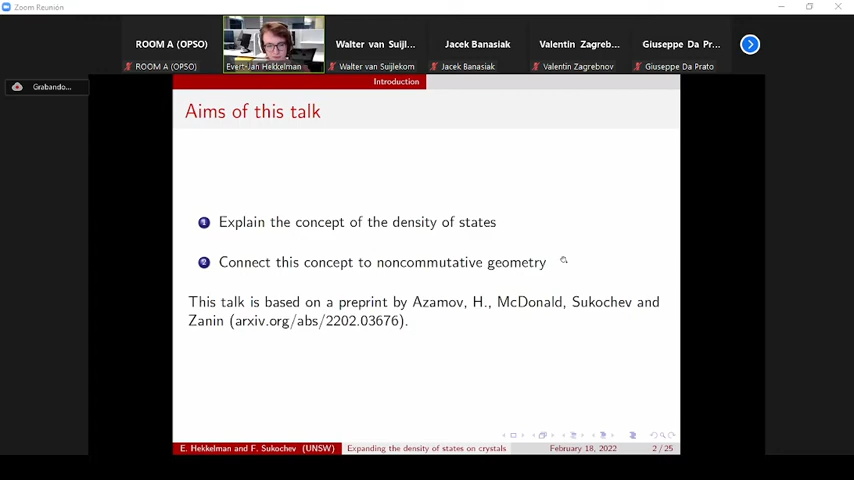 Zoom Reunión
ROOM A (OPSO)
Walter van Suijl...
Jacek Banasiak
Valentin Zagreb...
Giuseppe Da Pr...
ROOM A (OPSO)
Evert-Jan Hekkelman
Walter van Suijlekom
Jacek Banasiak
Valentin Zagrebnov
Giuseppe Da Prato
Grabando...
Introduction
Aims of this talk
1 Explain the concept of the density of states
2 Connect this concept to noncommutative geometry
This talk is based on a preprint by Azamov, H., McDonald, Sukochev and
Zanin (arxiv.org/abs/2202.03676).
E. Hekkelman and F. Sukochev (UNSW) Expanding the density of states on crystals February 18, 2022 2 / 25